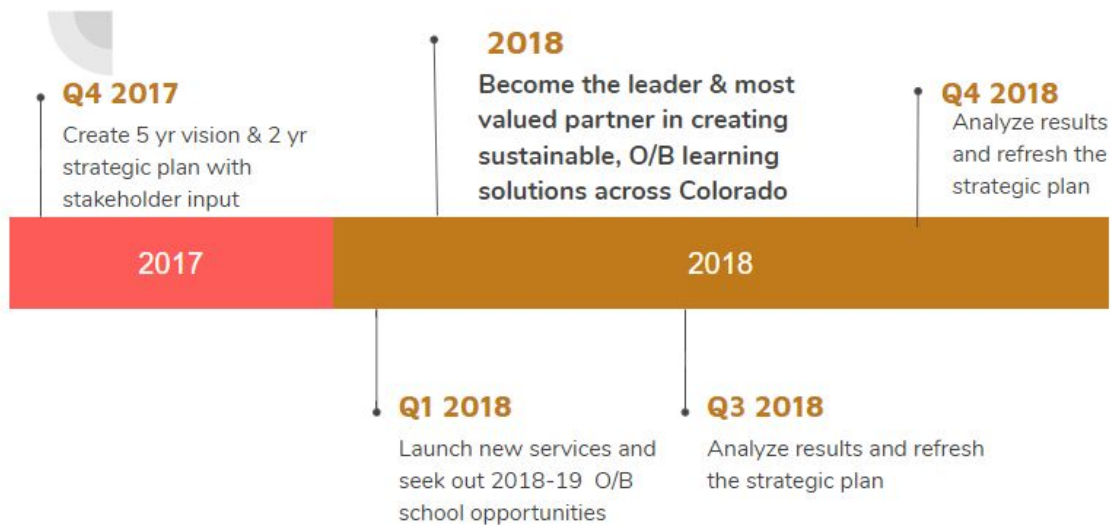 Q4 2017
Create 5 yr vision & 2 yr
strategic plan with
stakeholder input
2018
Become the leader & most
valued partner in creating
sustainable, O/B learning
solutions across Colorado
Q4 2018
Analyze results
and refresh the
strategic plan
2017
2018
Q1 2018
Launch new services and
seek out 2018-19 O/B
school opportunities
Q3 2018
Analyze results and refresh
the strategic plan